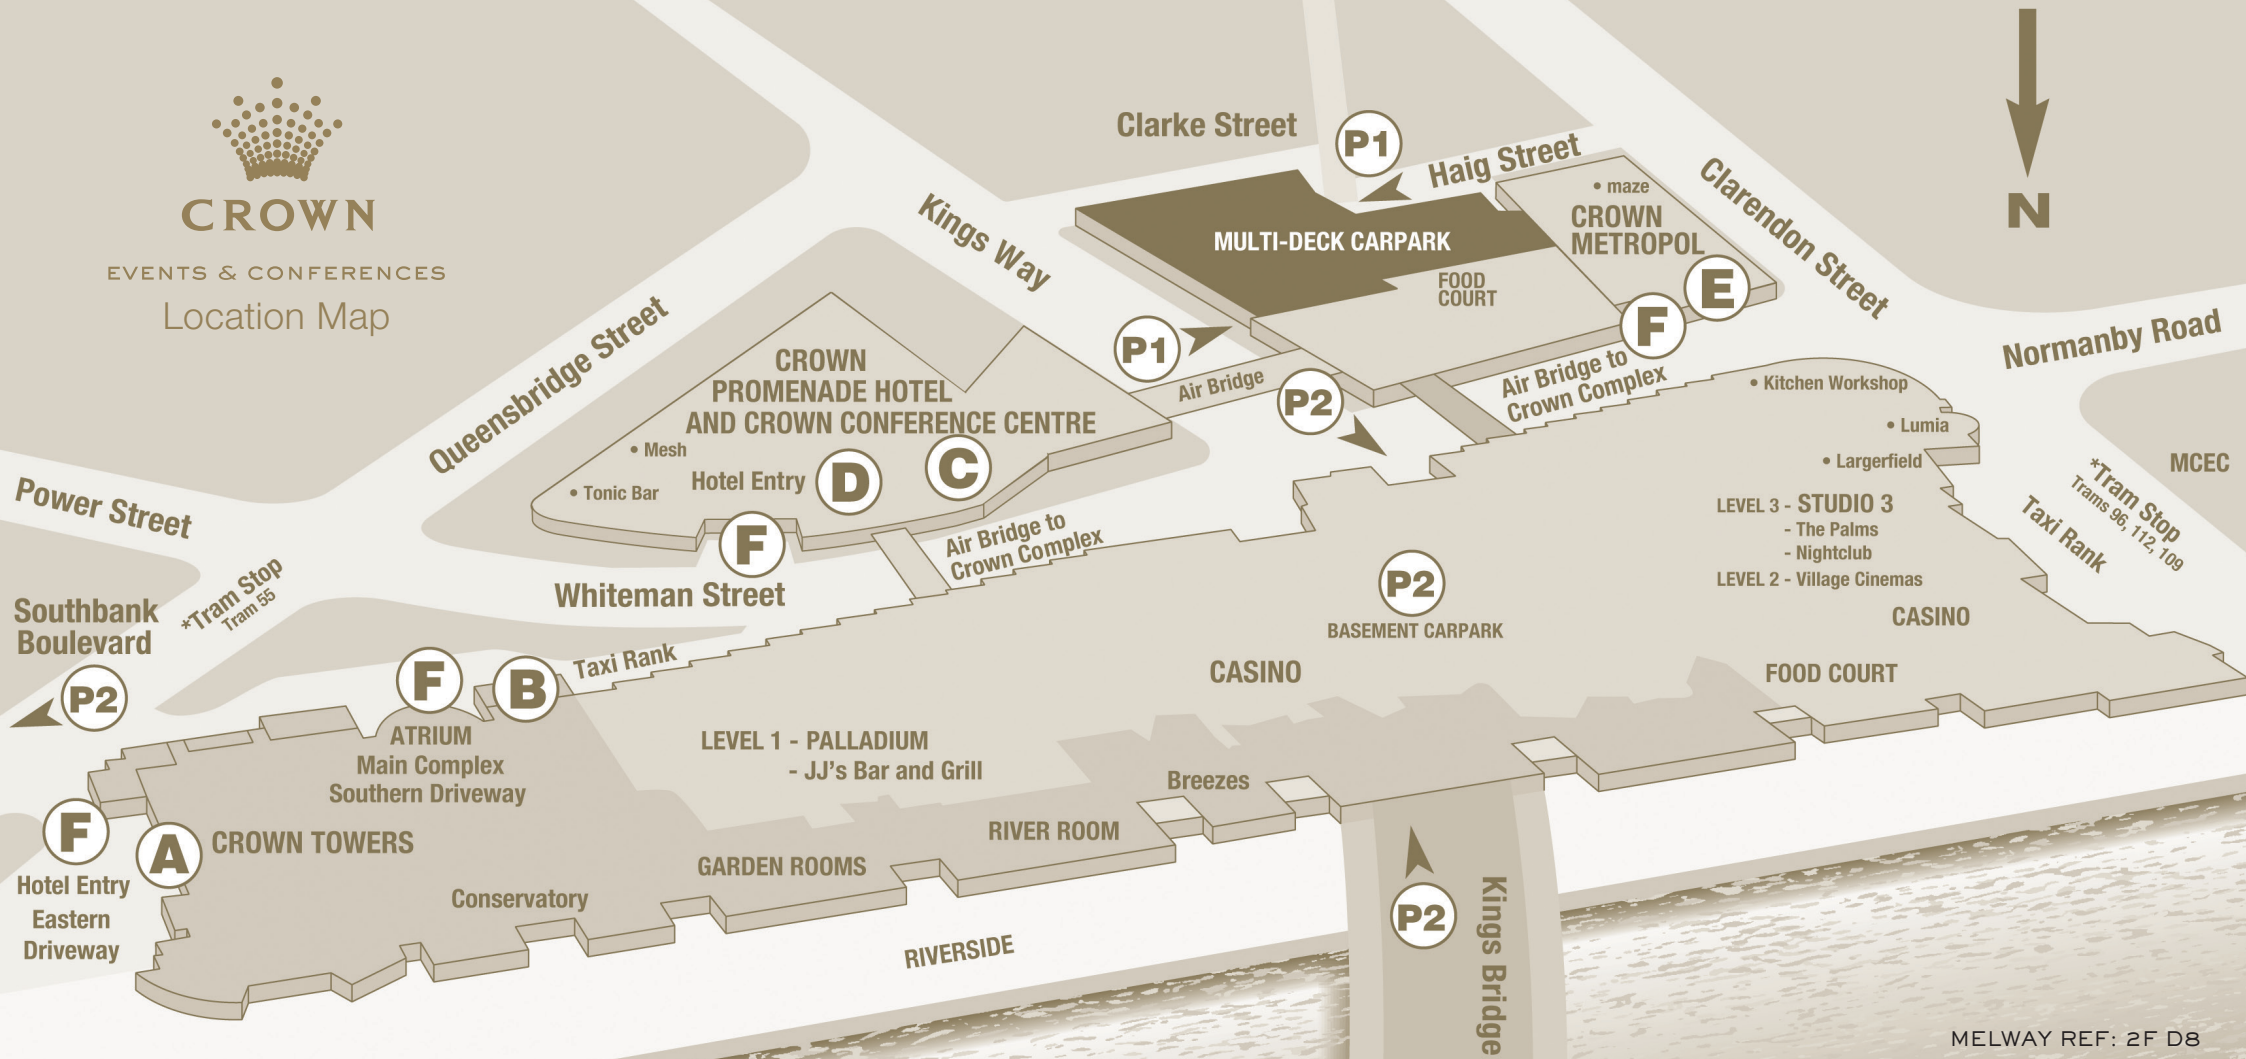 CROWN
EVENTS & CONFERENCES
Location Map
Clarke Street
P1
Haig Street
Clarendon Street
N
Kings Way
MULTI-DECK CARPARK
• maze
CROWN
METROPOL
FOOD
COURT
E
F
P1
Air Bridge
P2
Air Bridge to
Crown Complex
Normanby Road
Queensbridge Street
CROWN
PROMENADE HOTEL
AND CROWN CONFERENCE CENTRE
• Mesh
• Tonic Bar
Hotel Entry
D
C
F
Air Bridge to
Crown Complex
Whiteman Street
Power Street
*Tram Stop
Tram 55
Southbank
Boulevard
P2
• Kitchen Workshop
• Lumia
• Largerfield
LEVEL 3 - STUDIO 3
- The Palms
- Nightclub
LEVEL 2 - Village Cinemas
CASINO
FOOD COURT
MCEC
*Tram Stop
Trams 96, 112, 109
Taxi Rank
P2
BASEMENT CARPARK
CASINO
F
B
Taxi Rank
ATRIUM
Main Complex
Southern Driveway
LEVEL 1 - PALLADIUM
- JJ's Bar and Grill
Breezes
RIVER ROOM
GARDEN ROOMS
Conservatory
F
A
CROWN TOWERS
Hotel Entry
Eastern
Driveway
RIVERSIDE
P2
Kings Bridge
MELWAY REF: 2F D8